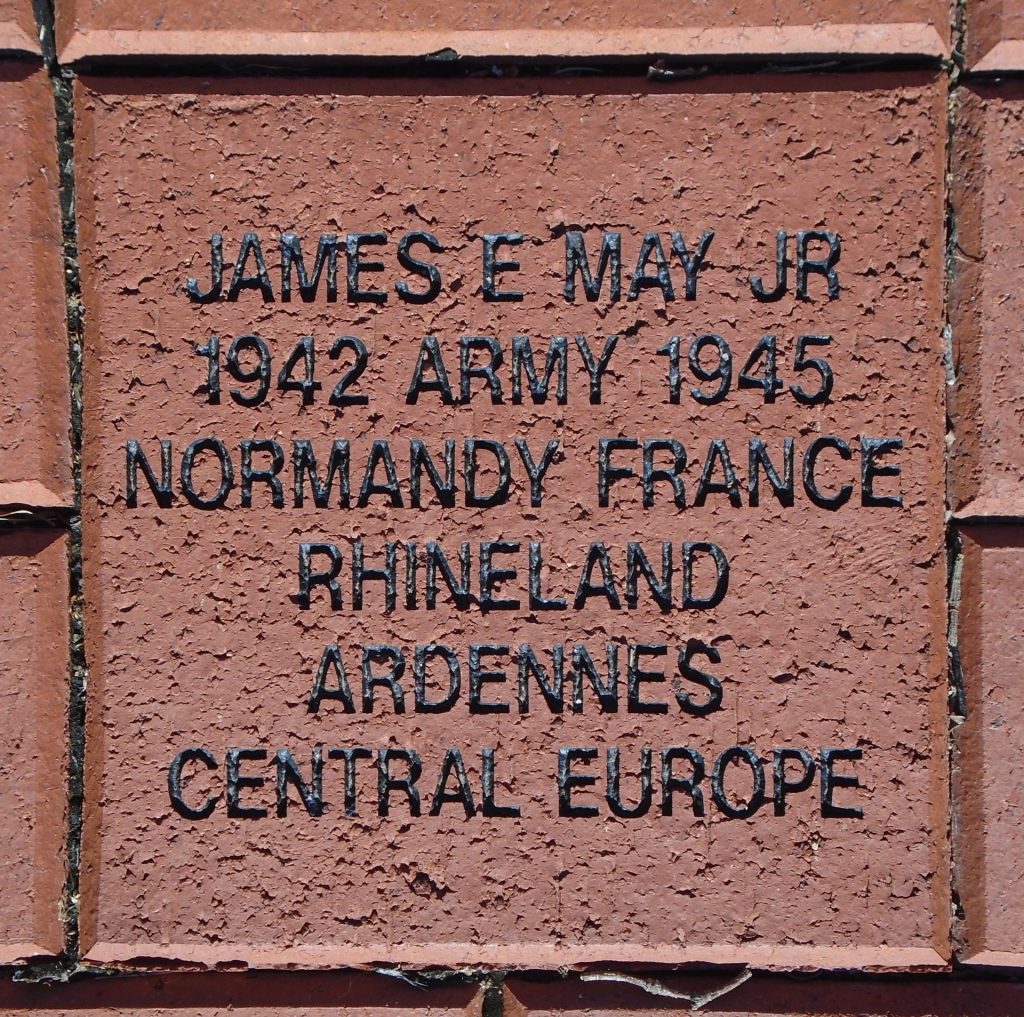 JAMES E MAY JR
1942 ARMY 1945
NORMANDY FRANCE
RHINELAND
ARDENNES
CENTRAL EUROPE